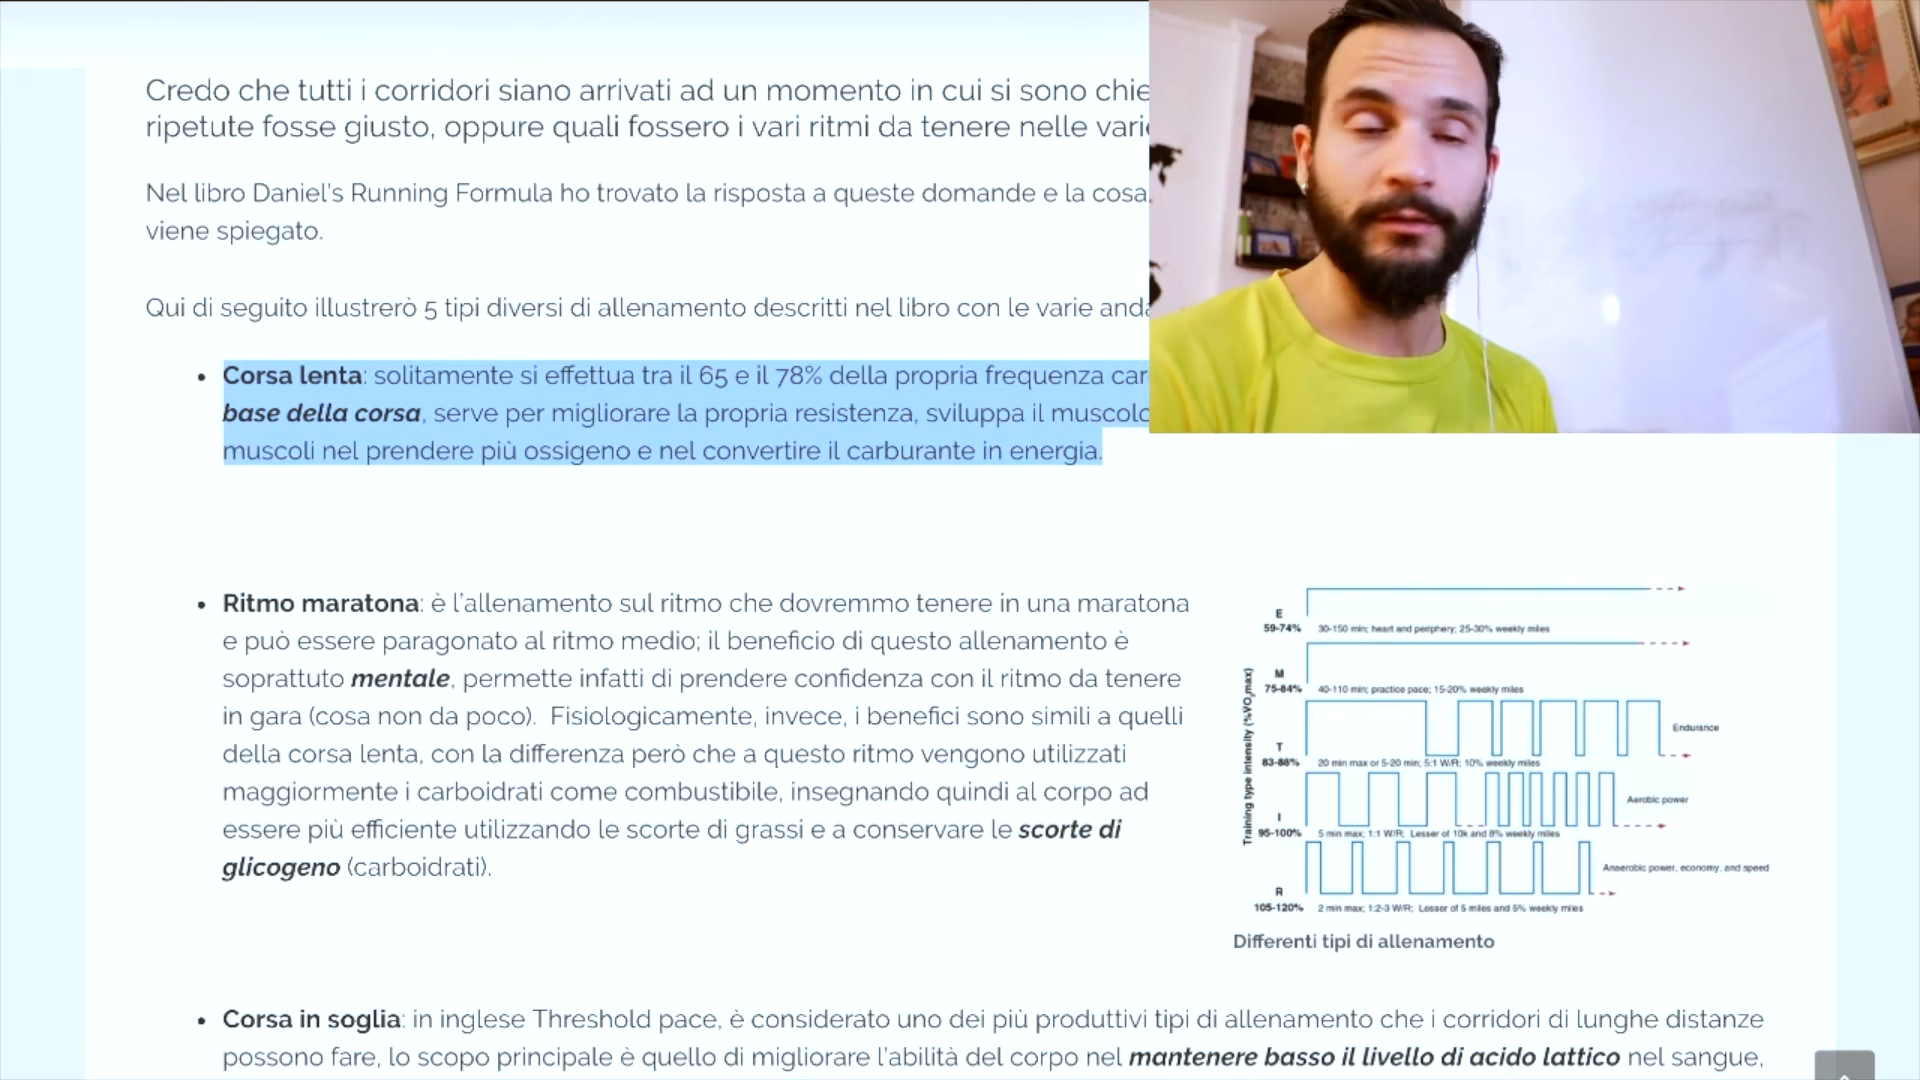 Credo che tutti i corridori siano arrivati ad un momento in cui si sono
ripetute fosse giusto, oppure quali fossero i vari ritmi da tenere nelle
Nel libro Daniel's Running Formula ho trovato la risposta a queste domande e la cosa
viene spiegato.
Qui di seguito illustrerò 5 tipi diversi di allenamento descritti nel libro con le varie
• Corsa lenta: solitamente si effettua tra il 65 e il 78% della propria frequenza
base della corsa, serve per migliorare la propria resistenza, sviluppa il
muscoli nel prendere più ossigeno e nel convertire il carburante in energia.
• Ritmo maratona: è l'allenamento sul ritmo che dovremmo tenere in una maratona
e può essere paragonato al ritmo medio; il beneficio di questo allenamento è
soprattuto mentale, permette infatti di prendere confidenza con il ritmo da tenere
in gara (cosa non da poco). Fisiologicamente, invece, i benefici sono simili a quelli
della corsa lenta, con la differenza però che a questo ritmo vengono utilizzati
maggiormente i carboidrati come combustibile, insegnando quindi al corpo ad
essere più efficiente utilizzando le scorte di grassi e a conservare le scorte di
glicogeno (carboidrati).
Training type intensity (%VO2max)
E
59-74% 30-150 min; heart and periphery; 25-30% weekly miles
M
75-84% 40-110 min; practice pace; 15-20% weekly miles
Endurance
T
83-88% 20 min max or 5-20 min; 5:1 W/R; 10% weekly miles
Aerobic power
I
95-100% 5 min max; 1:1 W/R; Lesser of 10k and 8% weekly miles
Anaerobic power, economy, and speed
R
105-120% 2 min max; 1:2-3 W/R; Lesser of 5 miles and 5% weekly miles
Differenti tipi di allenamento
• Corsa in soglia: in inglese Threshold pace, è considerato uno dei più produttivi tipi di allenamento che i corridori di lunghe distanze
possono fare, lo scopo principale è quello di migliorare l'abilità del corpo nel mantenere basso il livello di acido lattico nel sangue,